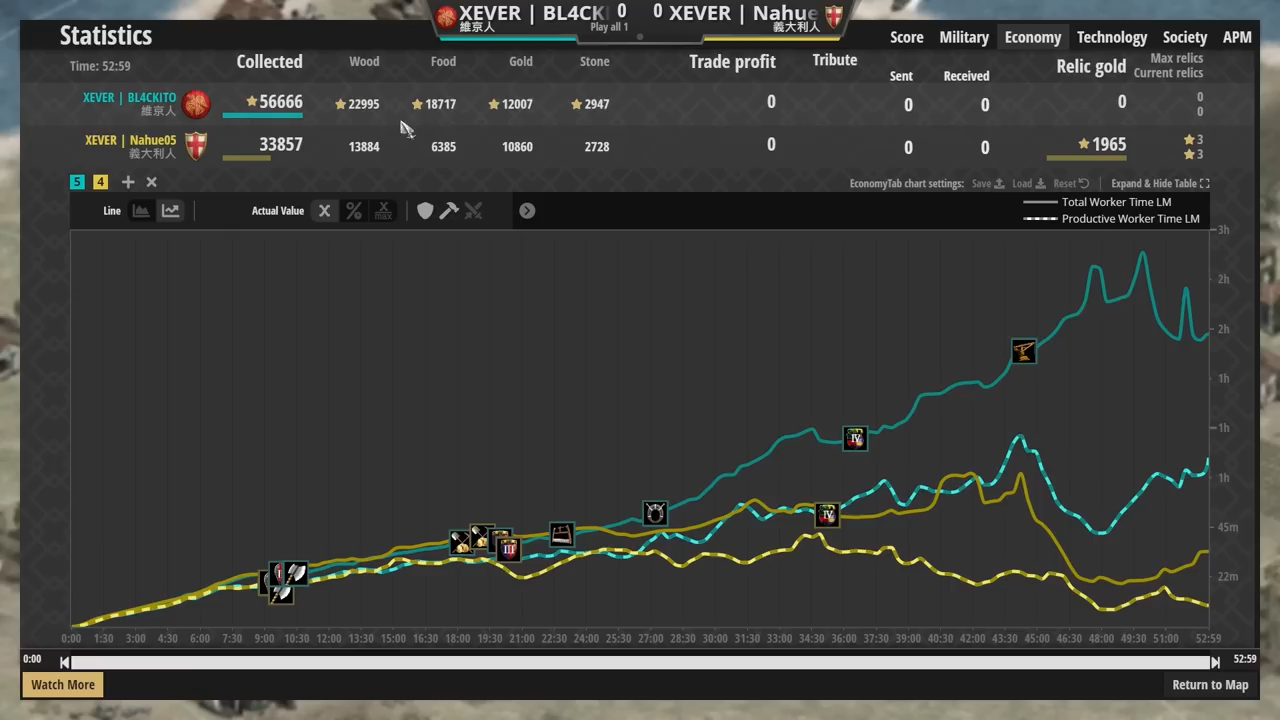 XEVER | BL4CK 0 0 XEVER | Nahue
維京人 Play all 1 義大利人
Statistics
Score Military Economy Technology Society APM
Time: 52:59
Collected Wood Food Gold Stone Trade profit Tribute Sent Received Relic gold Max relics
Current relics
XEVER | BL4CKITO 56666 22995 18717 12007 2947 0 0 0 0 0
維京人 0
XEVER | Nahue05 33857 13884 6385 10860 2728 0 0 0 1965 3
義大利人 3
5 4 + × EconomyTab chart settings: Save Load Reset Expand & Hide Table
Line Actual Value X % X max
Total Worker Time LM
Productive Worker Time LM
3h
2h
2h
1h
1h
1h
45m
22m
IV
IV
III
0:00 1:30 3:00 4:30 6:00 7:30 9:00 10:30 12:00 13:30 15:00 16:30 18:00 19:30 21:00 22:30 24:00 25:30 27:00 28:30 30:00 31:30 33:00 34:30 36:00 37:30 39:00 40:30 42:00 43:30 45:00 46:30 48:00 49:30 51:00 52:59
0:00 52:59
Watch More Return to Map